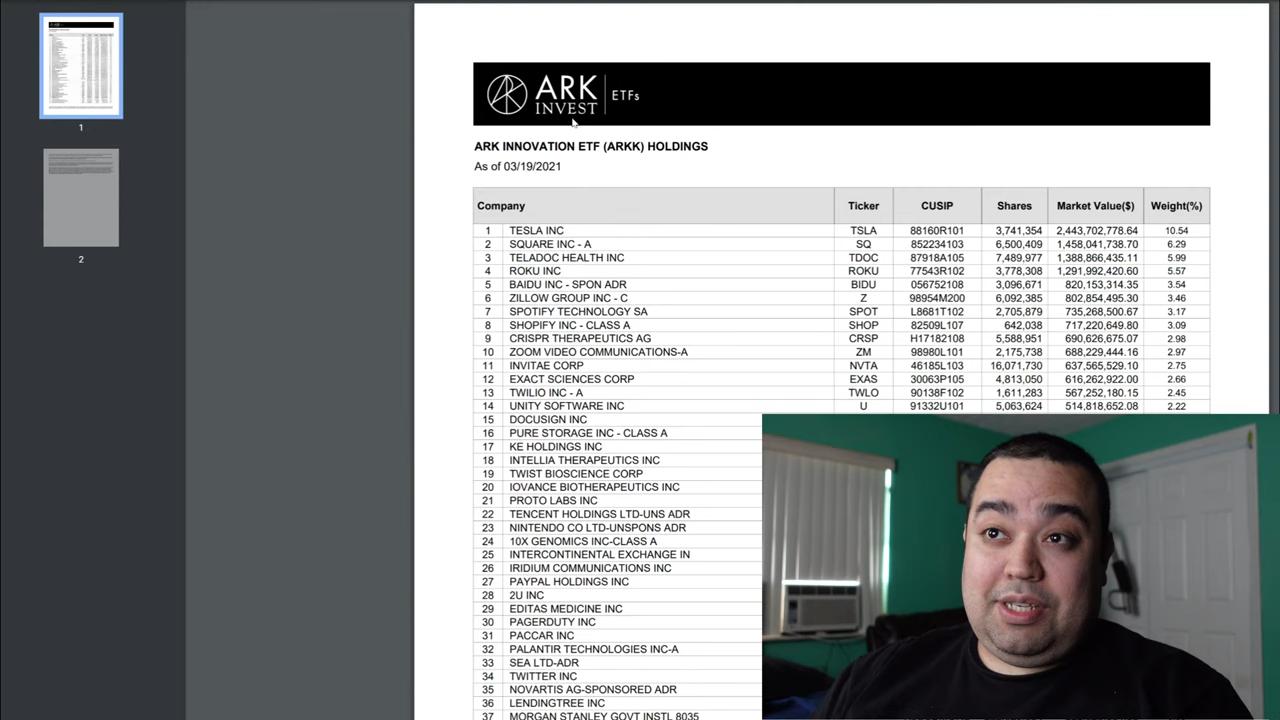 1
2
ARK
INVEST
ETFs
ARK INNOVATION ETF (ARKK) HOLDINGS
As of 03/19/2021
Company Ticker CUSIP Shares Market Value($) Weight(%)
1 TESLA INC TSLA 88160R101 3,741,354 2,443,702,778.64 10.54
2 SQUARE INC - A SQ 852234103 6,500,409 1,458,041,738.70 6.29
3 TELADOC HEALTH INC TDOC 87918A105 7,489,977 1,388,866,435.11 5.99
4 ROKU INC ROKU 77543R102 3,778,308 1,291,992,420.60 5.57
5 BAIDU INC - SPON ADR BIDU 056752108 3,096,671 820,153,314.35 3.54
6 ZILLOW GROUP INC - C Z 98954M200 6,092,385 802,854,495.30 3.46
7 SPOTIFY TECHNOLOGY SA SPOT L8681T102 2,705,879 735,268,500.67 3.17
8 SHOPIFY INC - CLASS A SHOP 82509L107 642,038 717,220,649.80 3.09
9 CRISPR THERAPEUTICS AG CRSP H17182108 5,588,951 690,626,675.07 2.98
10 ZOOM VIDEO COMMUNICATIONS-A ZM 98980L101 2,175,738 688,229,444.16 2.97
11 INVITAE CORP NVTA 46185L103 16,071,730 637,565,529.10 2.75
12 EXACT SCIENCES CORP EXAS 30063P105 4,813,050 616,262,922.00 2.66
13 TWILIO INC - A TWLO 90138F102 1,611,283 567,252,180.15 2.45
14 UNITY SOFTWARE INC U 91332U101 5,063,624 514,818,652.08 2.22
15 DOCUSIGN INC
16 PURE STORAGE INC - CLASS A
17 KE HOLDINGS INC
18 INTELLIA THERAPEUTICS INC
19 TWIST BIOSCIENCE CORP
20 IOVANCE BIOTHERAPEUTICS INC
21 PROTO LABS INC
22 TENCENT HOLDINGS LTD-UNS ADR
23 NINTENDO CO LTD-UNSPONS ADR
24 10X GENOMICS INC-CLASS A
25 INTERCONTINENTAL EXCHANGE IN
26 IRIDIUM COMMUNICATIONS INC
27 PAYPAL HOLDINGS INC
28 2U INC
29 EDITAS MEDICINE INC
30 PAGERDUTY INC
31 PACCAR INC
32 PALANTIR TECHNOLOGIES INC-A
33 SEA LTD-ADR
34 TWITTER INC
35 NOVARTIS AG-SPONSORED ADR
36 LENDINGTREE INC
37 MORGAN STANLEY GOVT INSTL 8035